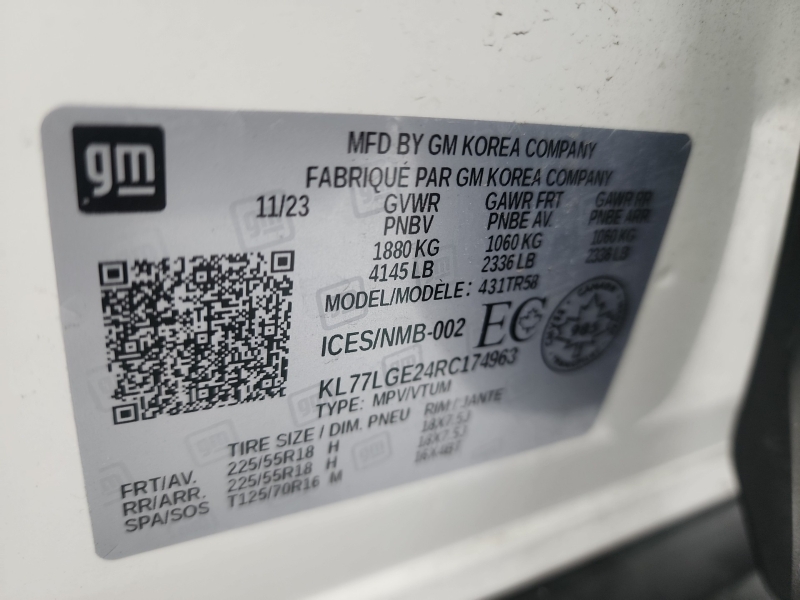 gm
MFD BY GM KOREA COMPANY
FABRIQUÉ PAR GM KOREA COMPANY
11/23 GVWR GAWR FRT GAWR RR
PNBV PNBE AV. PNBE ARR.
1880 KG 1060 KG 1060 KG
4145 LB 2336 LB 2336 LB
MODEL/MODÈLE: 431TR58
ICES/NMB-002 EC
CANADA
KL77LGE24RC174963
TYPE: MPV/VTUM
TIRE SIZE / DIM. PNEU RIM / JANTE
FRT/AV. 225/55R18 H 18X7.5J
RR/ARR. 225/55R18 H 18X7.5J
SPA/SOS T125/70R16 M 16X4BT